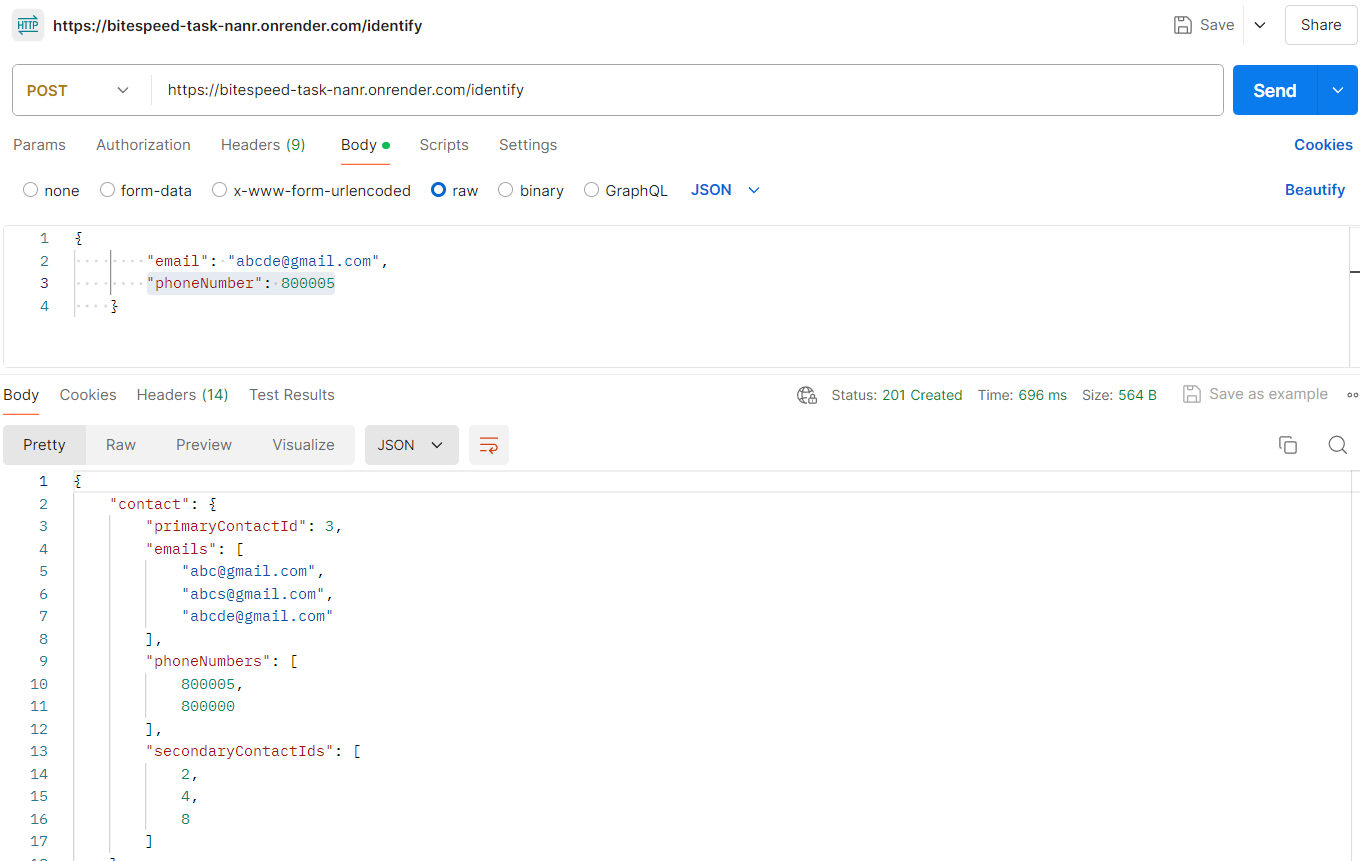 HTTP https://bitespeed-task-nanr.onrender.com/identify Save Share
POST https://bitespeed-task-nanr.onrender.com/identify Send
Params Authorization Headers (9) Body Scripts Settings Cookies
none form-data x-www-form-urlencoded raw binary GraphQL JSON Beautify
1 {
2 "email": "abcde@gmail.com",
3 "phoneNumber": 800005
4 }
Body Cookies Headers (14) Test Results Status: 201 Created Time: 696 ms Size: 564 B Save as example
Pretty Raw Preview Visualize JSON
1 {
2 "contact": {
3 "primaryContactId": 3,
4 "emails": [
5 "abc@gmail.com",
6 "abcs@gmail.com",
7 "abcde@gmail.com"
8 ],
9 "phoneNumbers": [
10 800005,
11 800000
12 ],
13 "secondaryContactIds": [
14 2,
15 4,
16 8
17 ]